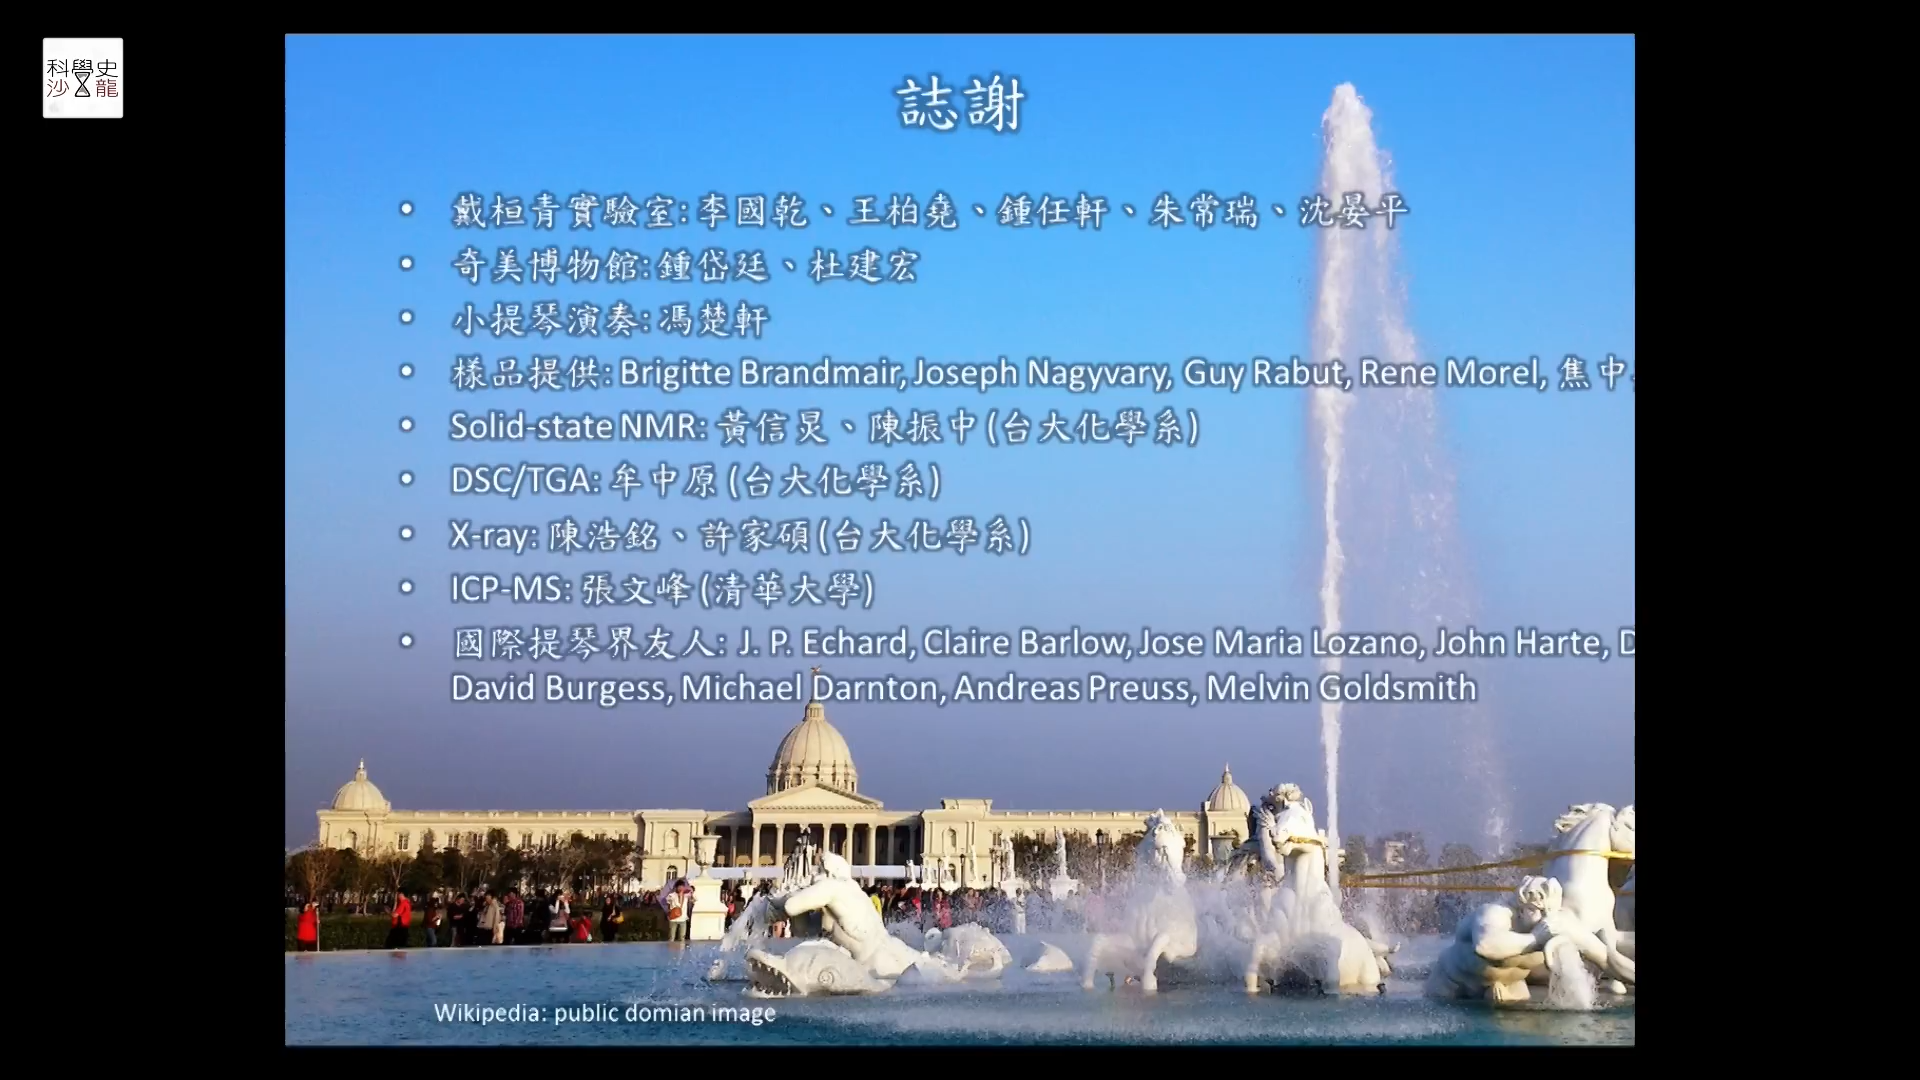 科學史
沙龍
誌謝
• 戴桓青實驗室: 李國乾、王柏堯、鍾任軒、朱常瑞、沈晏平
• 奇美博物館: 鍾岱廷、杜建宏
• 小提琴演奏: 馮楚軒
• 樣品提供: Brigitte Brandmair, Joseph Nagyvary, Guy Rabut, Rene Morel, 焦中
• Solid-state NMR: 黃信炅、陳振中 (台大化學系)
• DSC/TGA: 牟中原 (台大化學系)
• X-ray: 陳浩銘、許家碩 (台大化學系)
• ICP-MS: 張文峰 (清華大學)
• 國際提琴界友人: J. P. Echard, Claire Barlow, Jose Maria Lozano, John Harte,
David Burgess, Michael Darnton, Andreas Preuss, Melvin Goldsmith
Wikipedia: public domian image